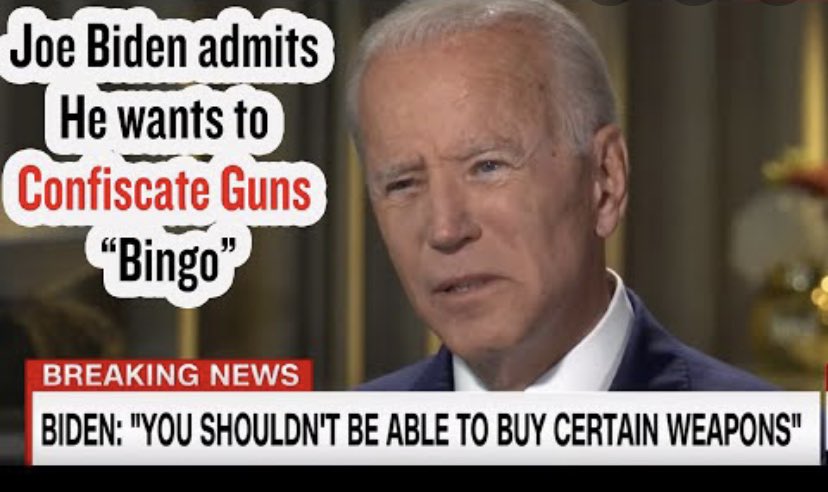 Joe Biden admits
He wants to
Confiscate Guns
“Bingo”
BREAKING NEWS
BIDEN: "YOU SHOULDN'T BE ABLE TO BUY CERTAIN WEAPONS"